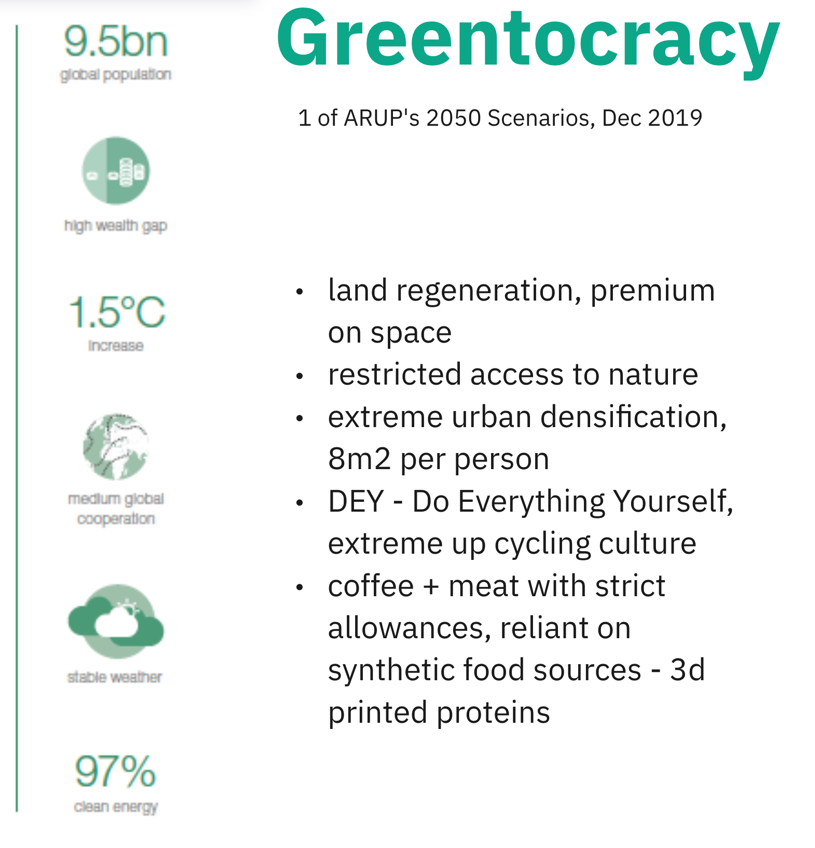 9.5bn
global population
high wealth gap
1.5°C
increase
medium global
cooperation
stable weather
97%
clean energy
Greentocracy
1 of ARUP's 2050 Scenarios, Dec 2019
• land regeneration, premium
on space
• restricted access to nature
• extreme urban densification,
8m2 per person
• DEY - Do Everything Yourself,
extreme up cycling culture
• coffee + meat with strict
allowances, reliant on
synthetic food sources - 3d
printed proteins